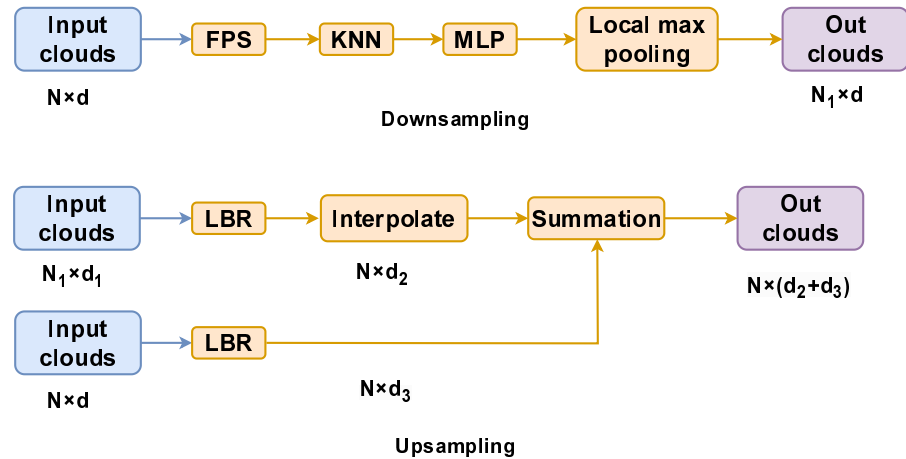 Input
clouds
FPS
KNN
MLP
Local max
pooling
Out
clouds
N×d
N₁×d
Downsampling
Input
clouds
LBR
Interpolate
Summation
Out
clouds
N₁×d₁
N×d₂
N×(d₂+d₃)
Input
clouds
LBR
N×d
N×d₃
Upsampling